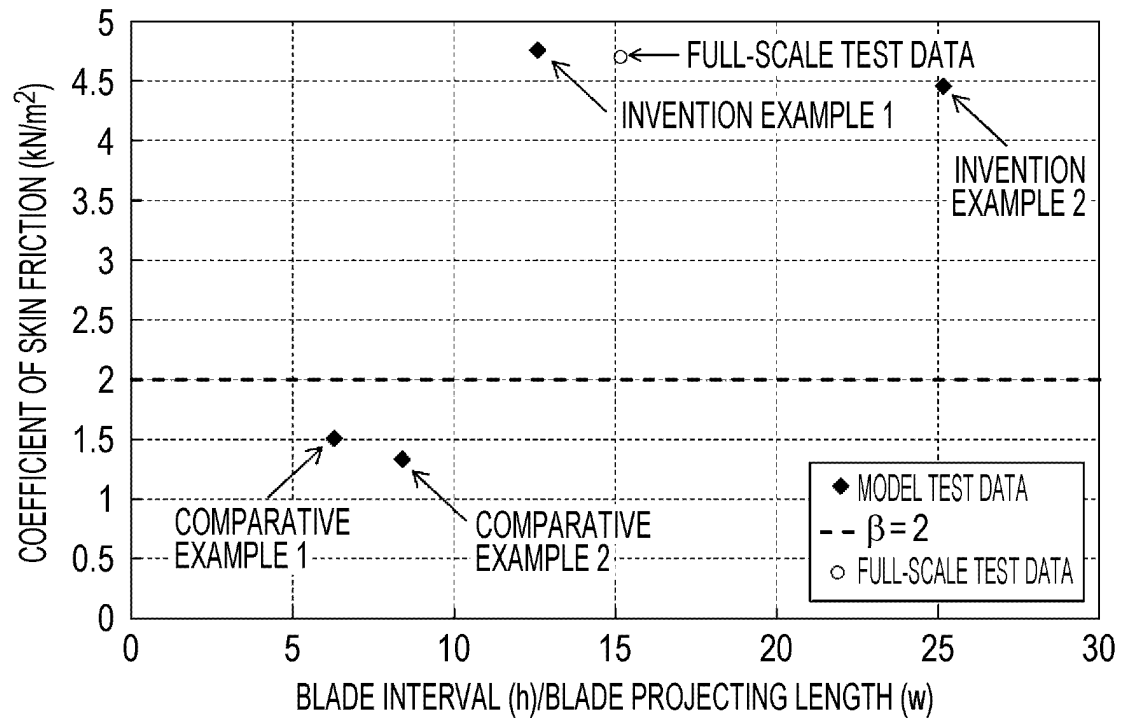 COEFFICIENT OF SKIN FRICTION (kN/m²)
5
4.5
4
3.5
3
2.5
2
1.5
1
0.5
0
FULL-SCALE TEST DATA
INVENTION EXAMPLE 1
INVENTION
EXAMPLE 2
COMPARATIVE
EXAMPLE 1
COMPARATIVE
EXAMPLE 2
MODEL TEST DATA
β=2
FULL-SCALE TEST DATA
0 5 10 15 20 25 30
BLADE INTERVAL (h)/BLADE PROJECTING LENGTH (w)